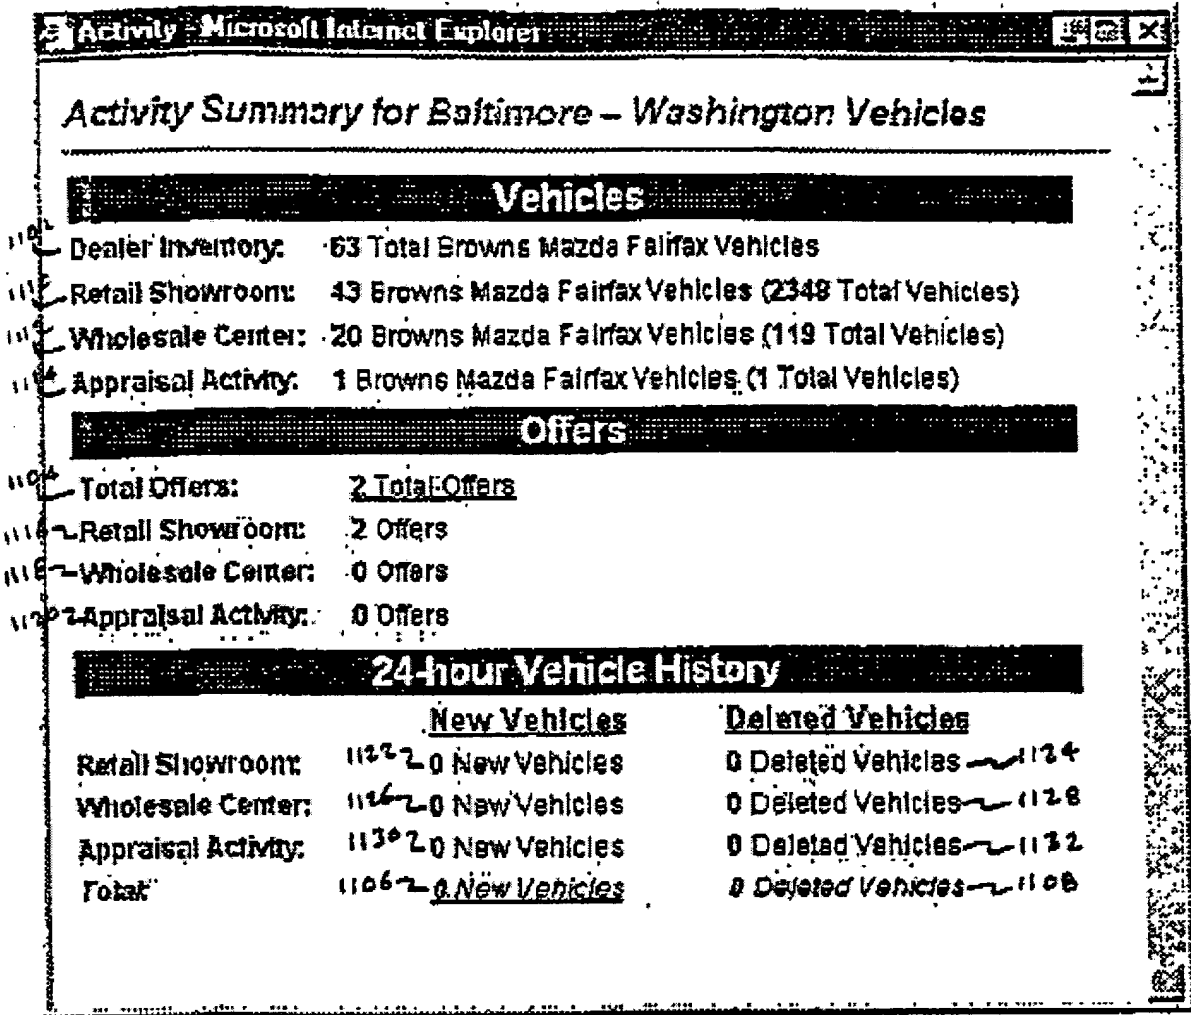 Activity - Microsoft Internet Explorer
Activity Summary for Baltimore – Washington Vehicles
Vehicles
Dealer Inventory: 63 Total Browns Mazda Fairfax Vehicles
Retail Showroom: 43 Browns Mazda Fairfax Vehicles (2348 Total Vehicles)
Wholesale Center: 20 Browns Mazda Fairfax Vehicles (119 Total Vehicles)
Appraisal Activity: 1 Browns Mazda Fairfax Vehicles (1 Total Vehicles)
Offers
1104 Total Offers: 2 Total Offers
1116 Retail Showroom: 2 Offers
1118 Wholesale Center: 0 Offers
1120 Appraisal Activity: 0 Offers
24-hour Vehicle History
New Vehicles Deleted Vehicles
Retail Showroom: 1122 0 New Vehicles 0 Deleted Vehicles 1124
Wholesale Center: 1126 0 New Vehicles 0 Deleted Vehicles 1128
Appraisal Activity: 1130 0 New Vehicles 0 Deleted Vehicles 1132
Total: 1106 0 New Vehicles 0 Deleted Vehicles 1108